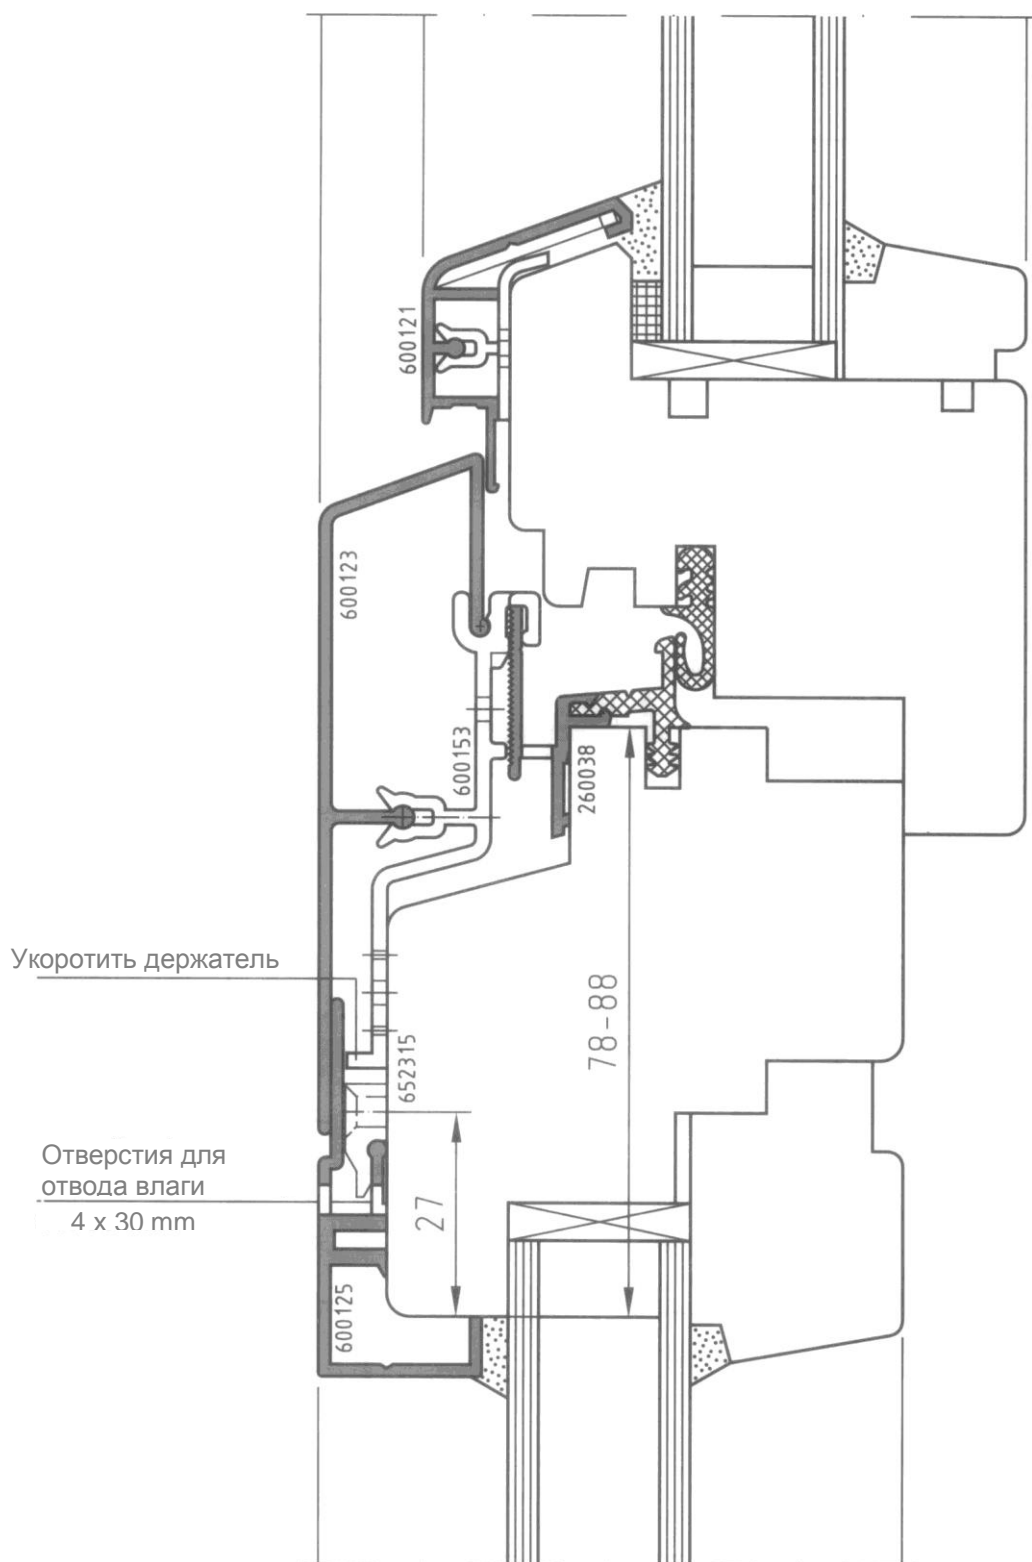 600121
600123
600153
260038
Укоротить держатель
78-88
652315
Отверстия для
отвода влаги
4 x 30 mm
27
600125